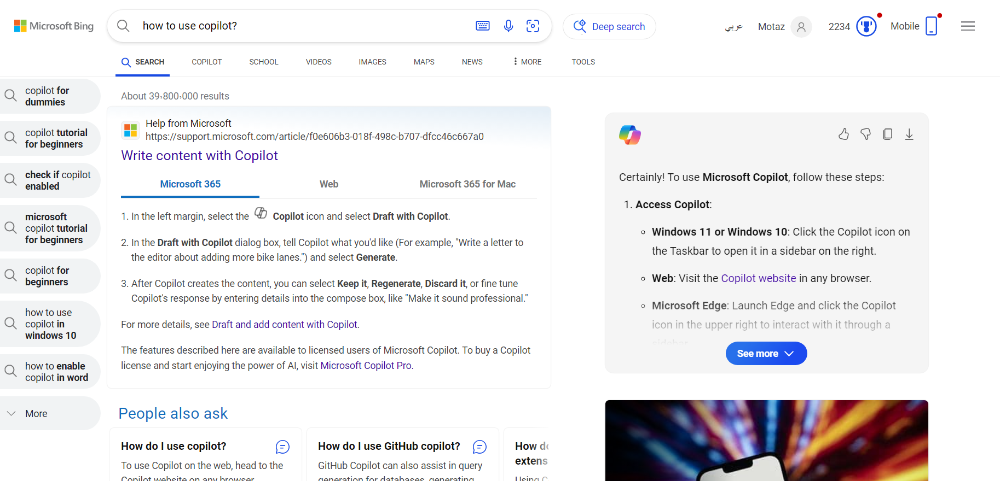 Microsoft Bing
how to use copilot?
Deep search
عربي
Motaz
2234
Mobile
SEARCH
COPILOT
SCHOOL
VIDEOS
IMAGES
MAPS
NEWS
MORE
TOOLS
copilot for
dummies
copilot tutorial
for beginners
check if copilot
enabled
microsoft
copilot tutorial
for beginners
copilot for
beginners
how to use
copilot in
windows 10
how to enable
copilot in word
More
About 39,800,000 results
Help from Microsoft
https://support.microsoft.com/article/f0e606b3-018f-498c-b707-dfcc46c667a0
Write content with Copilot
Microsoft 365
Web
Microsoft 365 for Mac
1. In the left margin, select the Copilot icon and select Draft with Copilot.
2. In the Draft with Copilot dialog box, tell Copilot what you'd like (For example, "Write a letter to
the editor about adding more bike lanes.") and select Generate.
3. After Copilot creates the content, you can select Keep it, Regenerate, Discard it, or fine tune
Copilot's response by entering details into the compose box, like "Make it sound professional."
For more details, see Draft and add content with Copilot.
The features described here are available to licensed users of Microsoft Copilot. To buy a Copilot
license and start enjoying the power of AI, visit Microsoft Copilot Pro.
People also ask
How do I use copilot?
To use Copilot on the web, head to the
Copilot website on any browser
How do I use GitHub copilot?
GitHub Copilot can also assist in query
generation for databases, generating
How
extens
Using
Certainly! To use Microsoft Copilot, follow these steps:
1. Access Copilot:
Windows 11 or Windows 10: Click the Copilot icon on
the Taskbar to open it in a sidebar on the right.
Web: Visit the Copilot website in any browser.
Microsoft Edge: Launch Edge and click the Copilot
icon in the upper right to interact with it through a
sidebar
See more